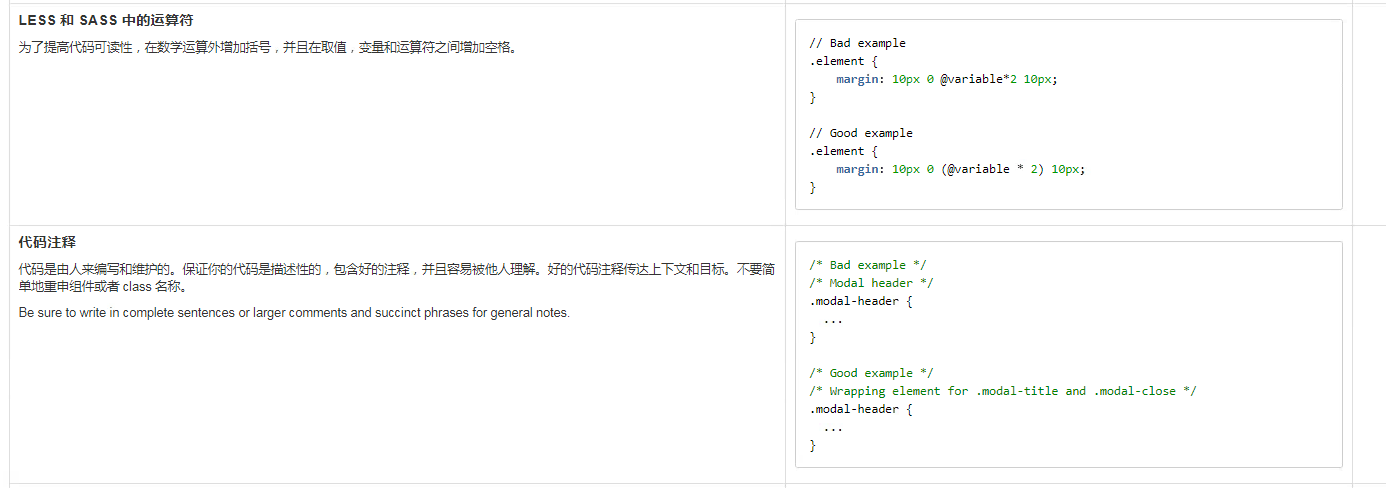 LESS 和 SASS 中的运算符
为了提高代码可读性，在数学运算外增加括号，并且在取值，变量和运算符之间增加空格。
// Bad example
.element {
    margin: 10px 0 @variable*2 10px;
}
// Good example
.element {
    margin: 10px 0 (@variable * 2) 10px;
}
代码注释
代码是由人来编写和维护的。保证你的代码是描述性的，包含好的注释，并且容易被他人理解。好的代码注释传达上下文和目标。不要简
单地重申组件或者 class 名称。
Be sure to write in complete sentences or larger comments and succinct phrases for general notes.
/* Bad example */
/* Modal header */
.modal-header {
  ...
}
/* Good example */
/* Wrapping element for .modal-title and .modal-close */
.modal-header {
  ...
}